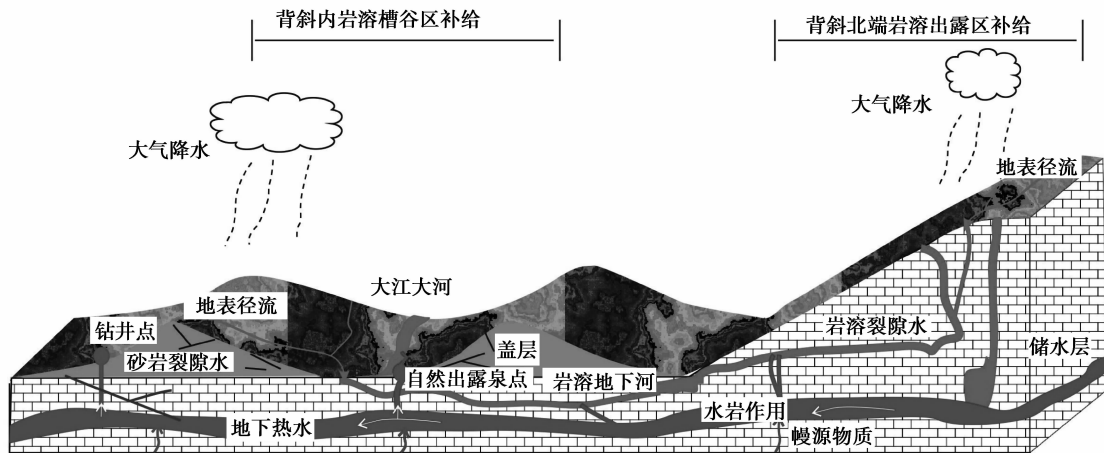 背斜内岩溶槽谷区补给
背斜北端岩溶出露区补给
大气降水
大气降水
地表径流
地表径流
大江大河
钻井点
砂岩裂隙水
盖层
自然出露泉点
岩溶地下河
岩溶裂隙水
储水层
地下热水
水岩作用
幔源物质